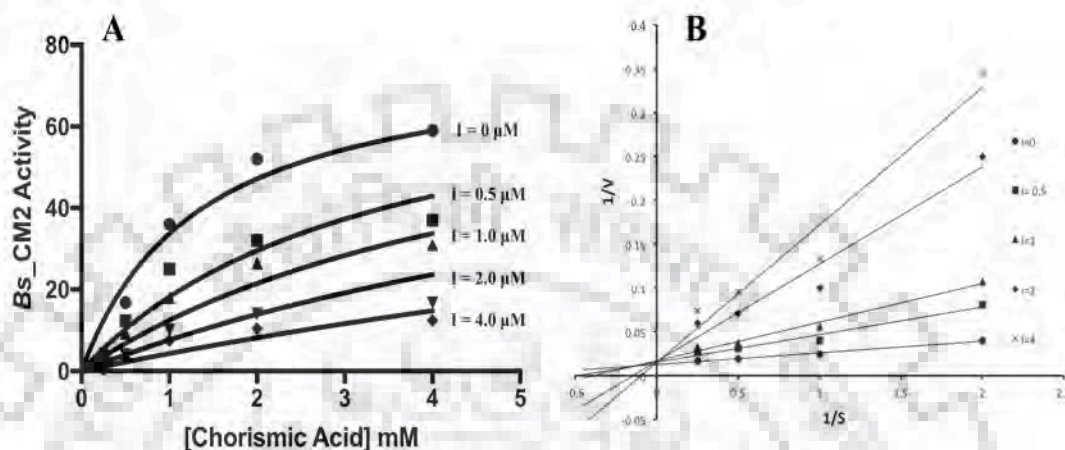 A
80
60
40
20
0
Bs_CM2 Activity
0 1 2 3 4 5
[Chorismic Acid] mM
I = 0 µM
I = 0.5 µM
I = 1.0 µM
I = 2.0 µM
I = 4.0 µM
B
0.4
0.35
0.3
0.29
0.15
0.1
0.05
-0.05
1/V
0.5 0.5 1 1.5 2 2.
1/S
I=0
I= 0.5
I=1
I=2
I=4